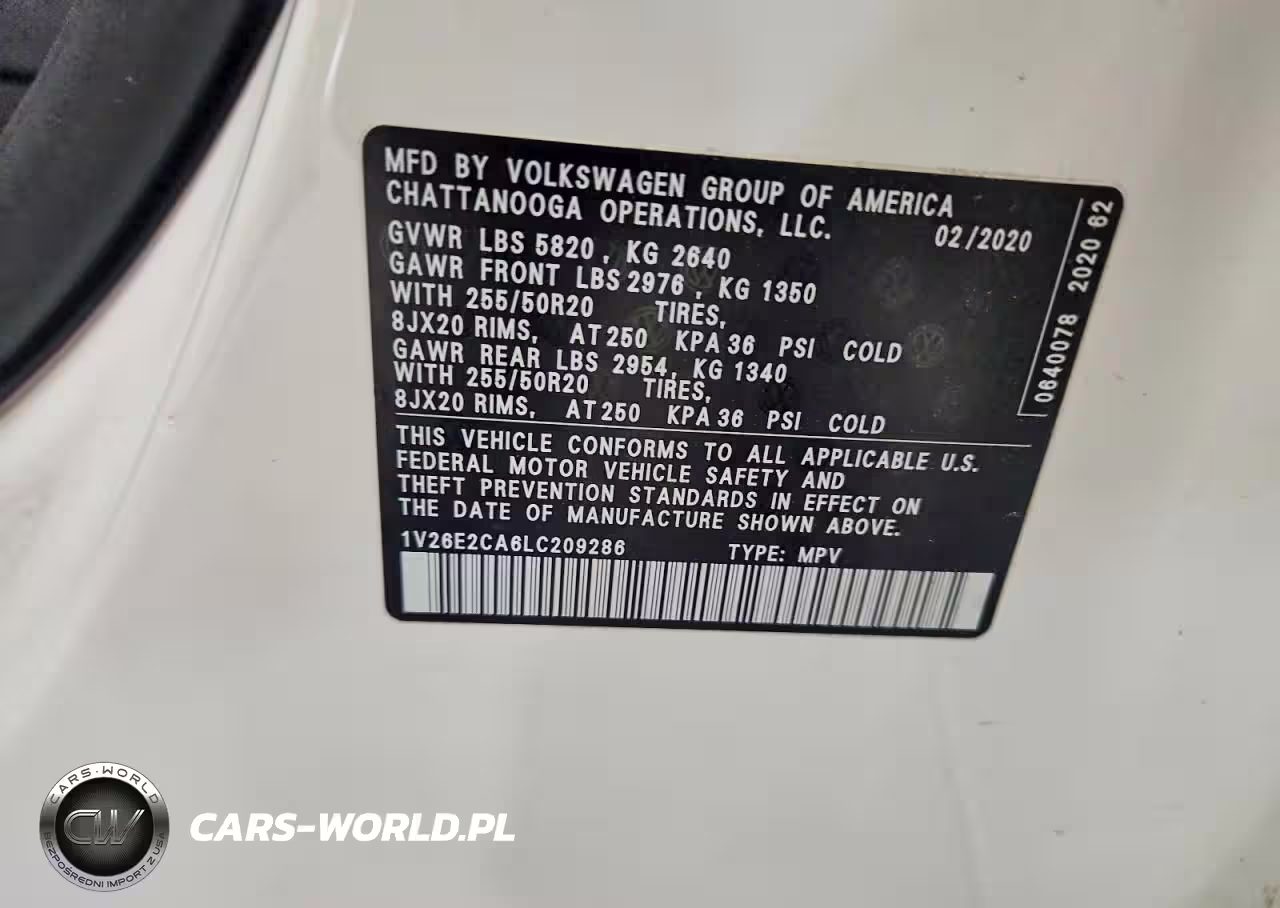 MFD BY VOLKSWAGEN GROUP OF AMERICA
CHATTANOOGA OPERATIONS, LLC.
02/2020
GVWR LBS 5820 , KG 2640
GAWR FRONT LBS 2976 , KG 1350
WITH 255/50R20 TIRES,
8JX20 RIMS, AT 250 KPA 36 PSI COLD
GAWR REAR LBS 2954, KG 1340
WITH 255/50R20 TIRES,
8JX20 RIMS, AT 250 KPA 36 PSI COLD
THIS VEHICLE CONFORMS TO ALL APPLICABLE U.S.
FEDERAL MOTOR VEHICLE SAFETY AND
THEFT PREVENTION STANDARDS IN EFFECT ON
THE DATE OF MANUFACTURE SHOWN ABOVE.
1V26E2CA6LC209286 TYPE: MPV
0640078 2020 62
CARS-WORLD
CW
BEZPOŚREDNI IMPORT Z USA
CARS-WORLD.PL